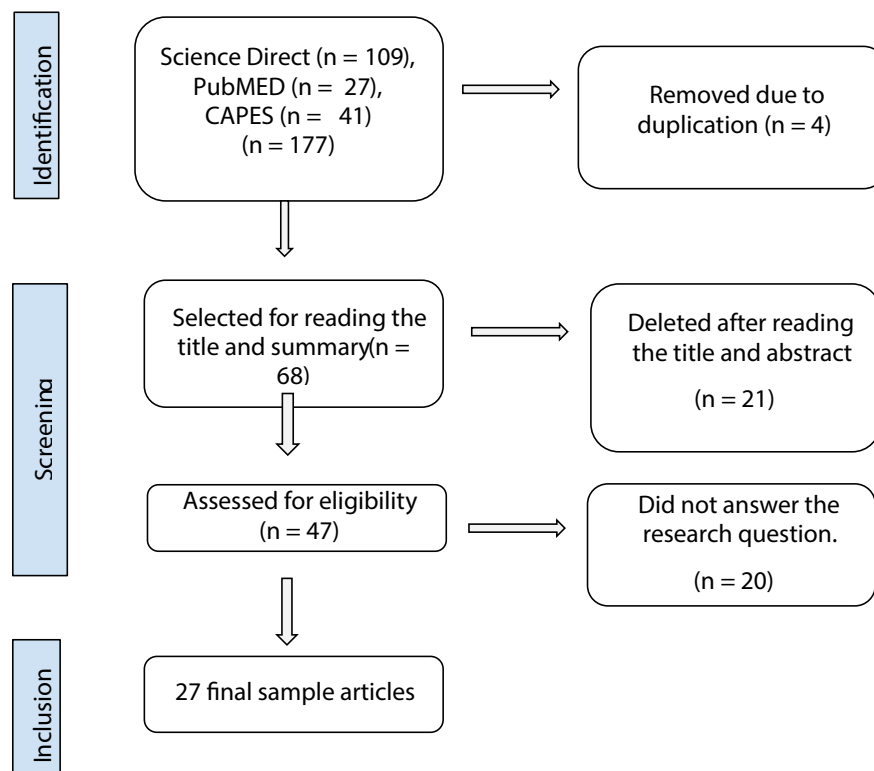 Identification
Science Direct (n = 109),
PubMED (n = 27),
CAPES (n = 41)
(n = 177)
Removed due to
duplication (n = 4)
Screening
Selected for reading the
title and summary(n =
68)
Deleted after reading
the title and abstract
(n = 21)
Assessed for eligibility
(n = 47)
Did not answer the
research question.
(n = 20)
Inclusion
27 final sample articles